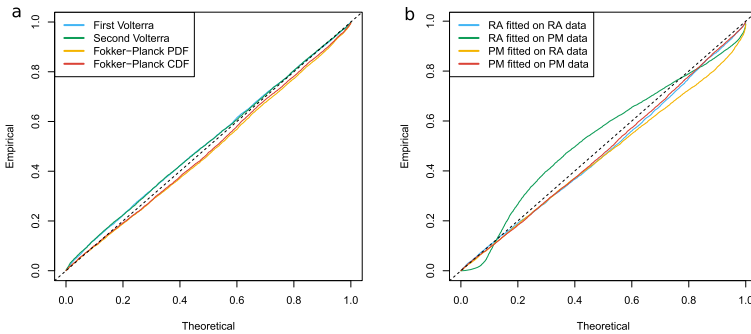 a
First Volterra
Second Volterra
Fokker−Planck PDF
Fokker−Planck CDF
Empirical
1.0
0.8
0.6
0.4
0.2
0.0
0.0 0.2 0.4 0.6 0.8 1.0
Theoretical
b
RA fitted on RA data
RA fitted on PM data
PM fitted on RA data
PM fitted on PM data
Empirical
1.0
0.8
0.6
0.4
0.2
0.0
0.0 0.2 0.4 0.6 0.8 1.0
Theoretical